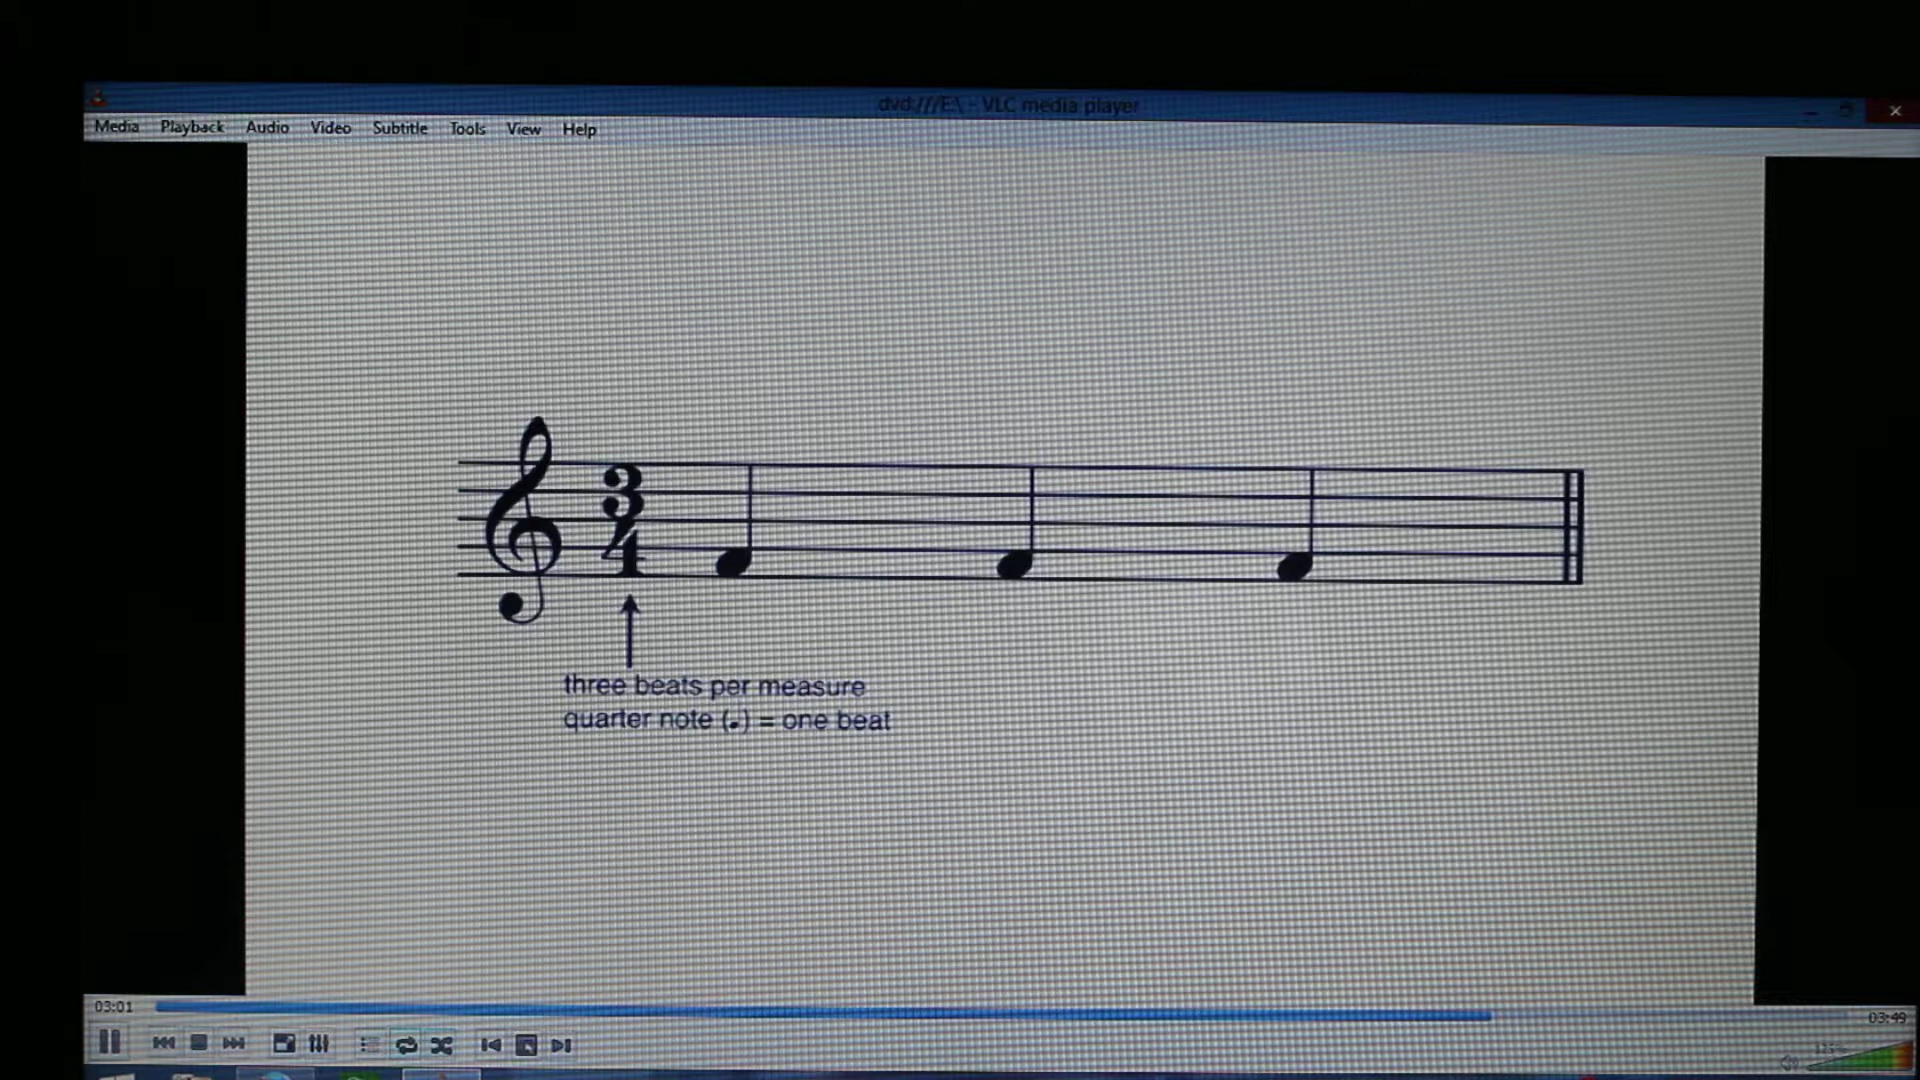 dvd:///E:\ - VLC media player
Media Playback Audio Video Subtitle Tools View Help
3
4
three beats per measure
quarter note (𝅘𝅥) = one beat
03:01
03:49
125%